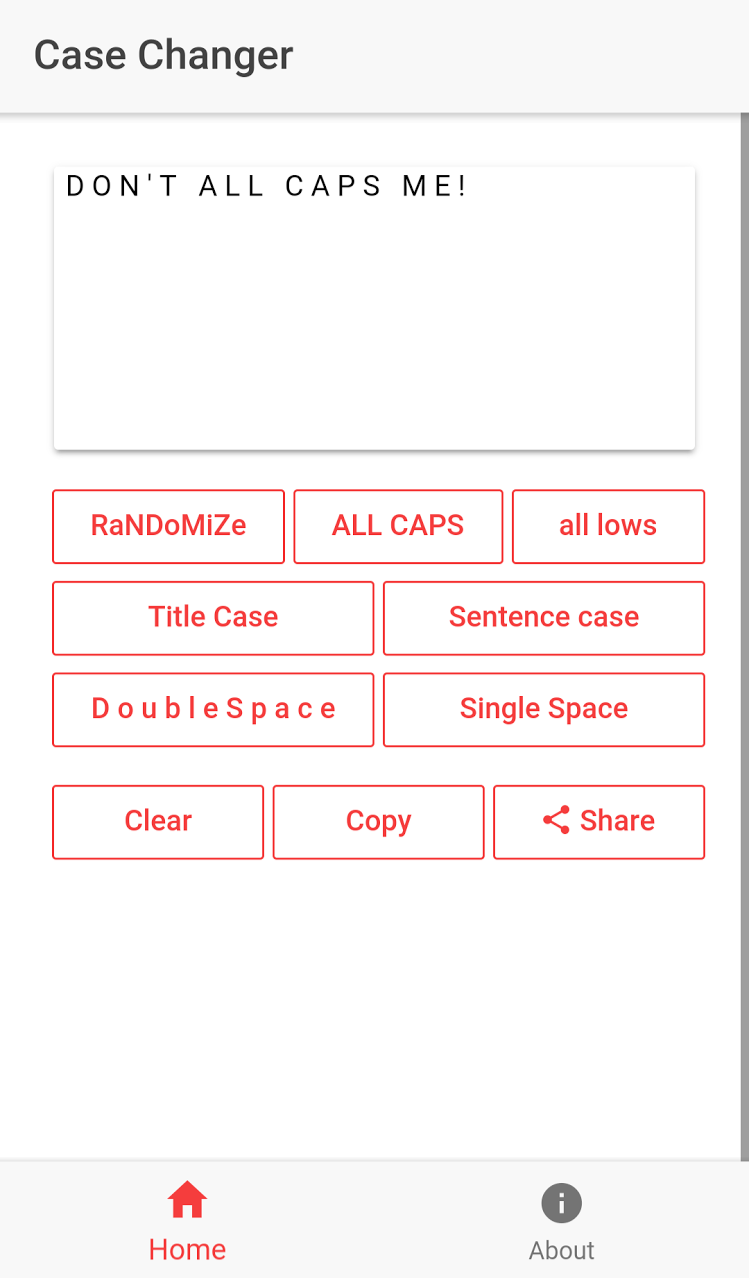 Case Changer
D O N ' T  A L L  C A P S  M E !
RaNDoMiZe ALL CAPS all lows
Title Case Sentence case
D o u b l e S p a c e Single Space
Clear Copy Share
Home About